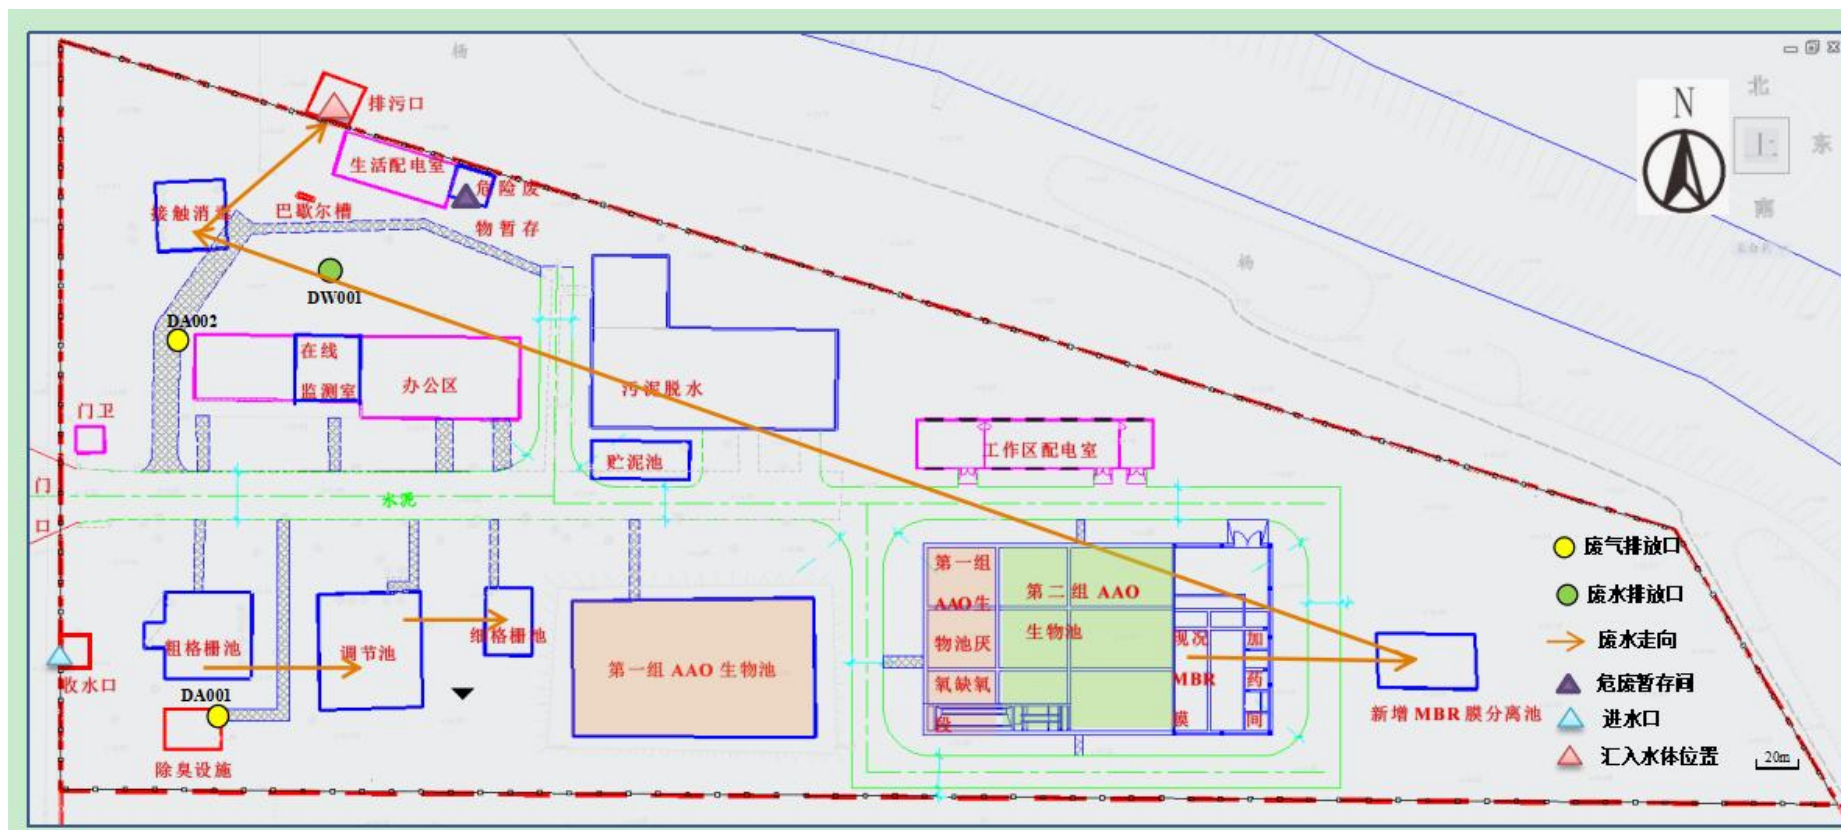 杨
N
北
上
东
南
排污口
生活配电室
危险废
物暂存
接触消
巴歇尔槽
DW001
DA002
在线
监测室
办公区
污泥脱水
杨
门卫
贮泥池
工作区配电室
门
口
水泥
第一组
AAO生
物池厌
氧缺氧
段
第二组 AAO
生物池
现况
MBR
膜
加
药
间
粗格栅池
调节池
细格栅池
第一组 AAO 生物池
收水口
DA001
除臭设施
新增 MBR 膜分离池
废气排放口
废水排放口
废水走向
危废暂存间
进水口
汇入水体位置
20m